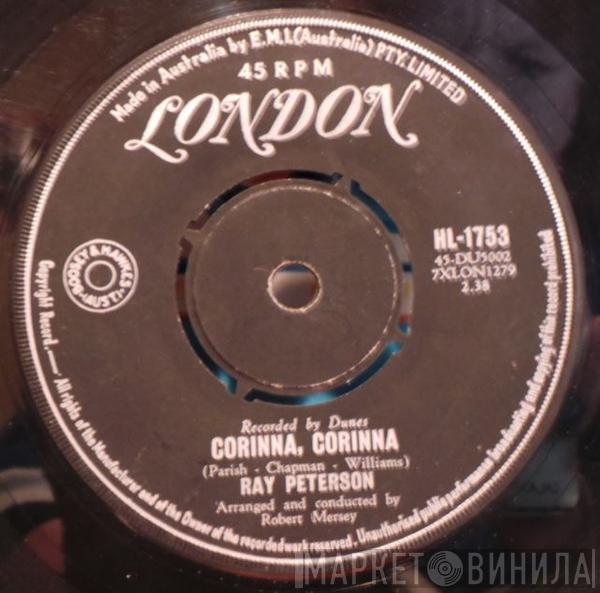 Made in Australia by E.M.I. (Australia) PTY. LIMITED
45 RPM
LONDON
BOOSEY & HAWKES
(AUST.)
HL-1753
45-DU5002
7XLON1279
2.38
Recorded by Dunes
CORINNA, CORINNA
(Parish - Chapman - Williams)
RAY PETERSON
Arranged and conducted by
Robert Mersey
Copyright Record.— All rights of the Manufacturer and of the Owner of the recorded work reserved. Unauthorised public performance broadcasting and copying of the record prohibited
МАРКЕТ ВИНИЛА